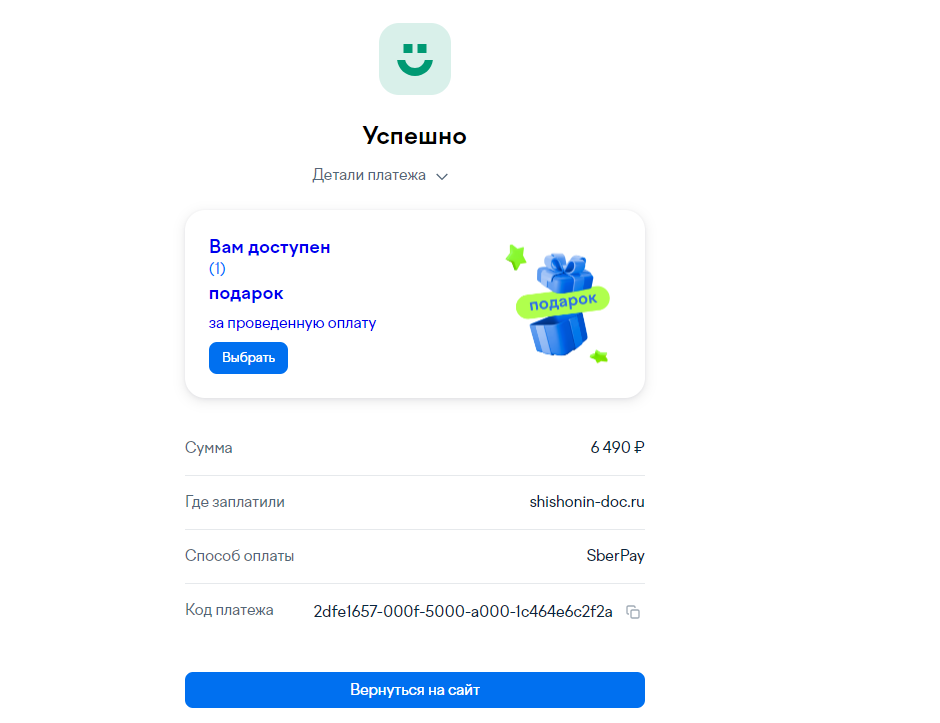 Успешно
Детали платежа
Вам доступен
(1)
подарок
за проведенную оплату
Выбрать
подарок
Сумма
6 490 ₽
Где заплатили
shishonin-doc.ru
Способ оплаты
SberPay
Код платежа
2dfe1657-000f-5000-a000-1c464e6c2f2a
Вернуться на сайт